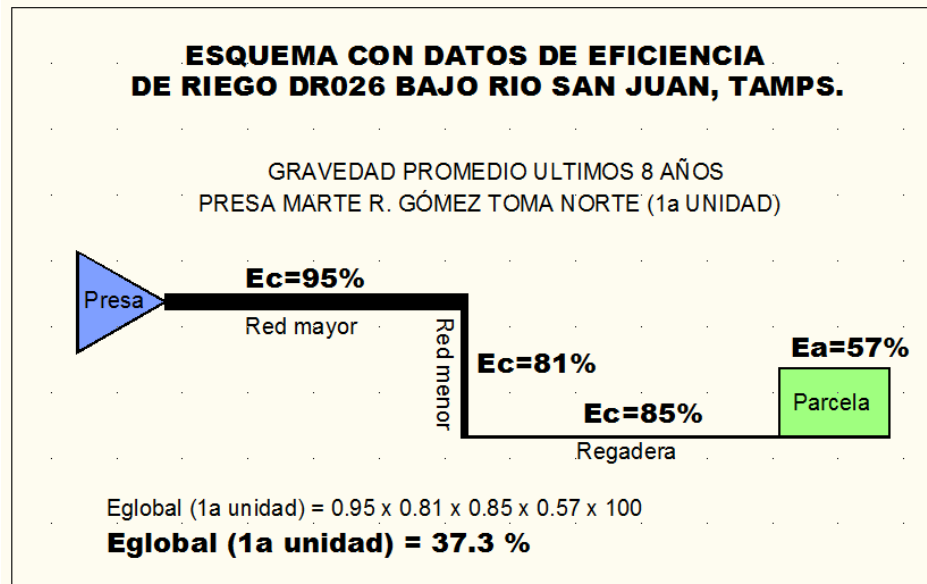 ESQUEMA CON DATOS DE EFICIENCIA
DE RIEGO DR026 BAJO RIO SAN JUAN, TAMPS.
GRAVEDAD PROMEDIO ULTIMOS 8 AÑOS
PRESA MARTE R. GÓMEZ TOMA NORTE (1a UNIDAD)
Ec=95%
Presa
Red mayor
Red menor
Ec=81%
Ea=57%
Parcela
Ec=85%
Regadera
Eglobal (1a unidad) = 0.95 x 0.81 x 0.85 x 0.57 x 100
Eglobal (1a unidad) = 37.3 %